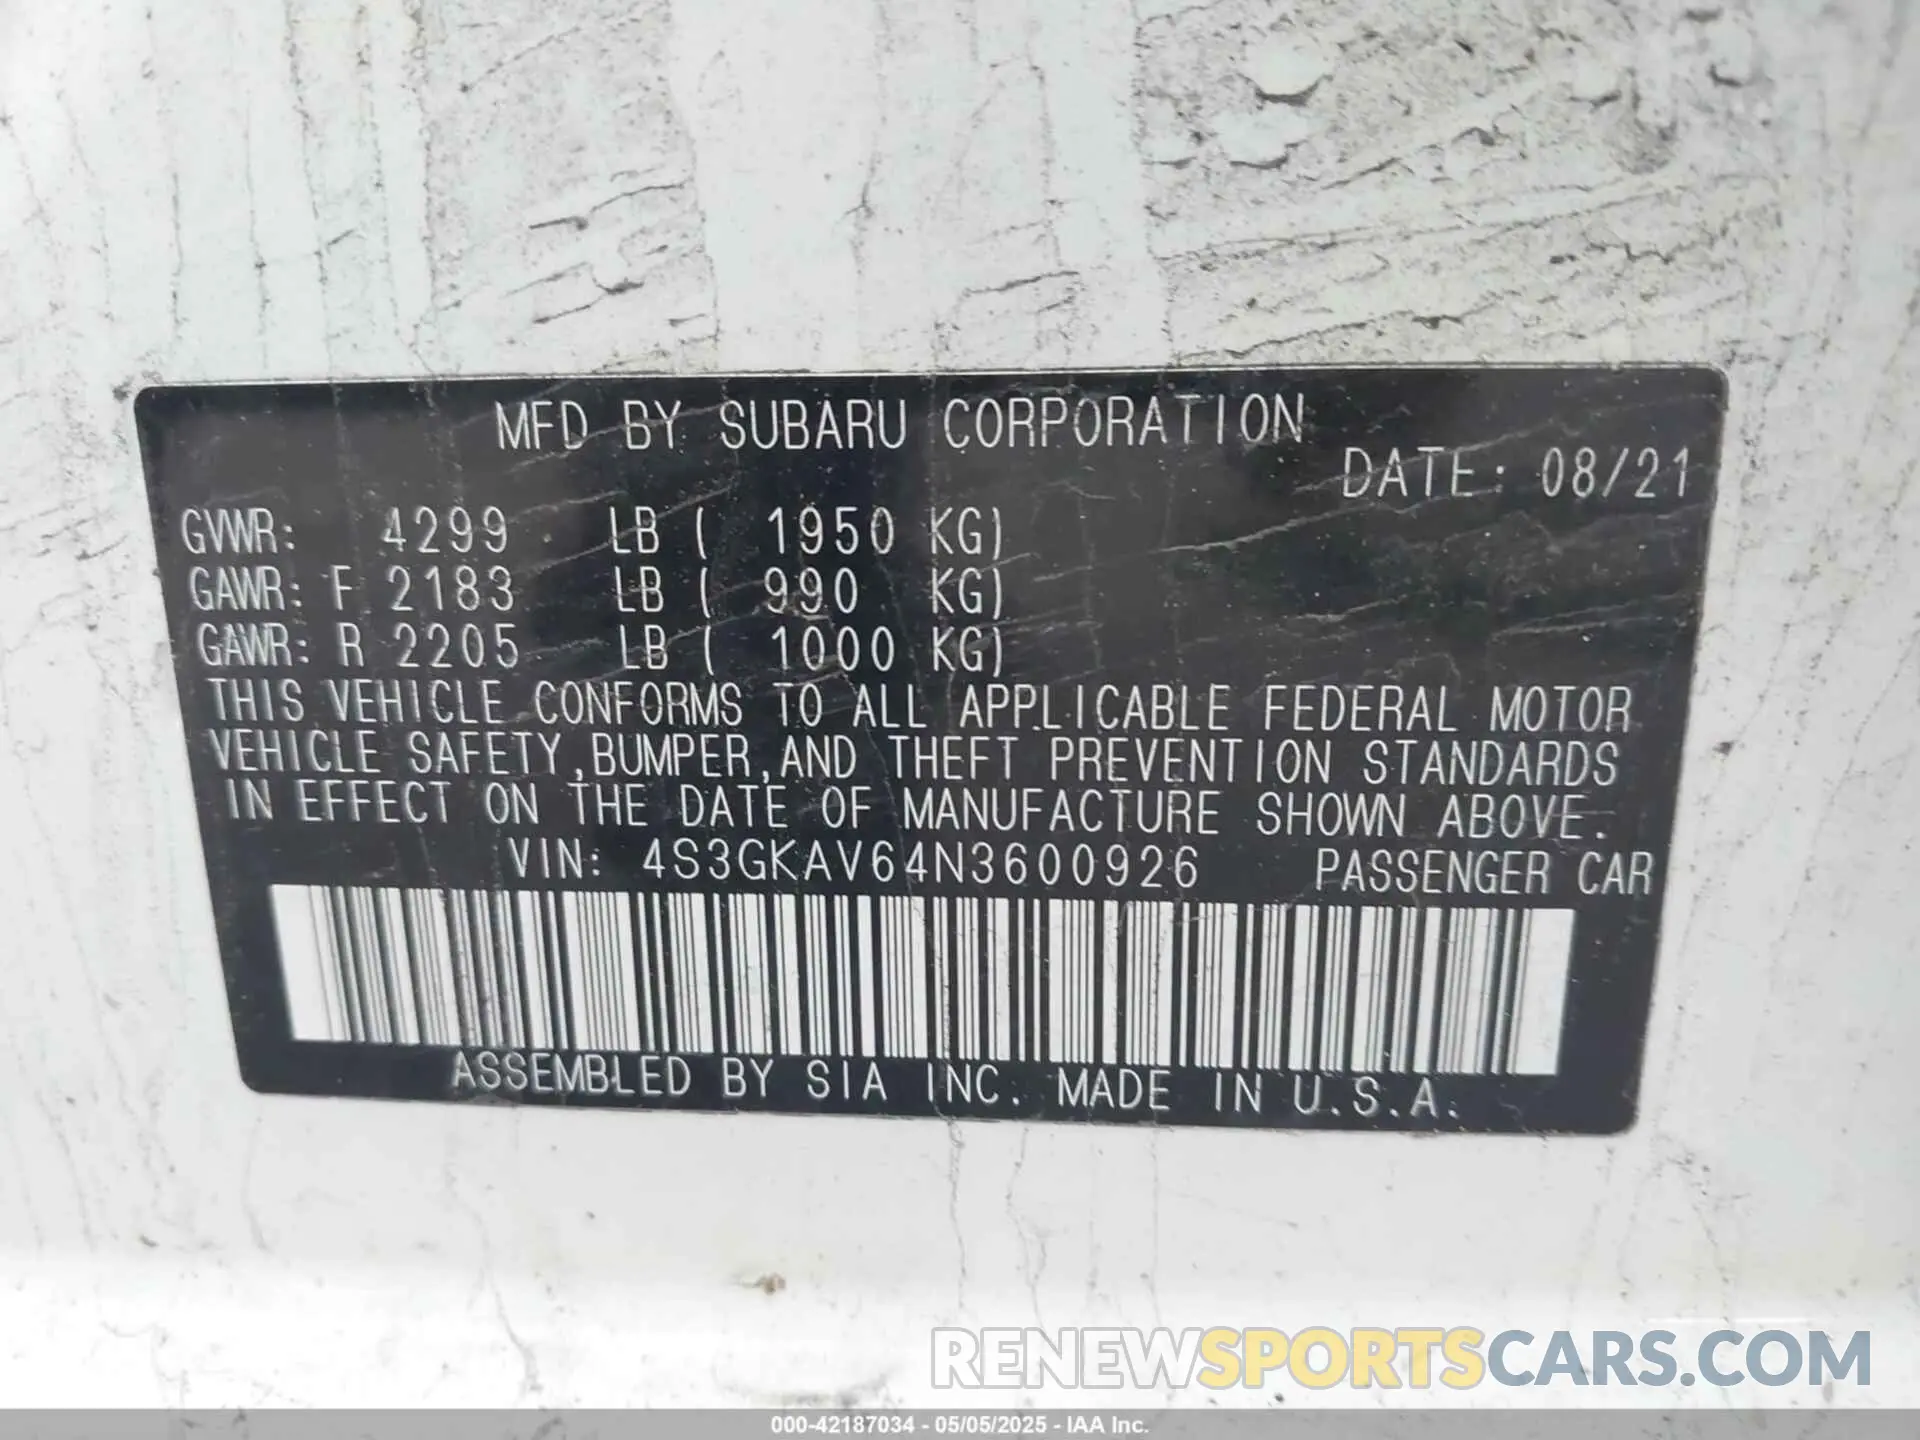 MFD BY SUBARU CORPORATION
DATE: 08/21
GVWR: 4299 LB ( 1950 KG)
GAWR: F 2183 LB ( 990 KG)
GAWR: R 2205 LB ( 1000 KG)
THIS VEHICLE CONFORMS TO ALL APPLICABLE FEDERAL MOTOR
VEHICLE SAFETY,BUMPER,AND THEFT PREVENTION STANDARDS
IN EFFECT ON THE DATE OF MANUFACTURE SHOWN ABOVE.
VIN: 4S3GKAV64N3600926 PASSENGER CAR
ASSEMBLED BY SIA INC. MADE IN U.S.A.
RENEWSPORTSCARS.COM
000-42187034 - 05/05/2025 - IAA Inc.